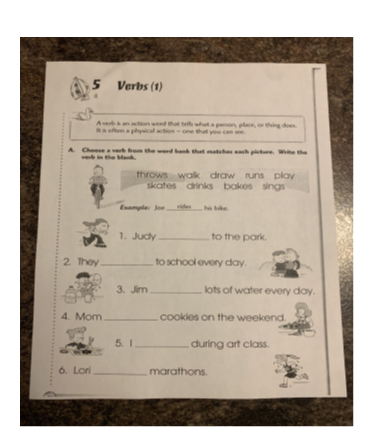 5 Verbs (1)
A verb is an action word that tells what a person, place, or thing does.
It is often a physical action – one that you can see.
A. Choose a verb from the word bank that matches each picture. Write the
verb in the blank.
throws walk draw runs play
skates drinks bakes sings
Example: Joe rides his bike.
1. Judy __________ to the park.
2. They __________ to school every day.
3. Jim __________ lots of water every day.
4. Mom __________ cookies on the weekend.
5. I __________ during art class.
6. Lori __________ marathons.